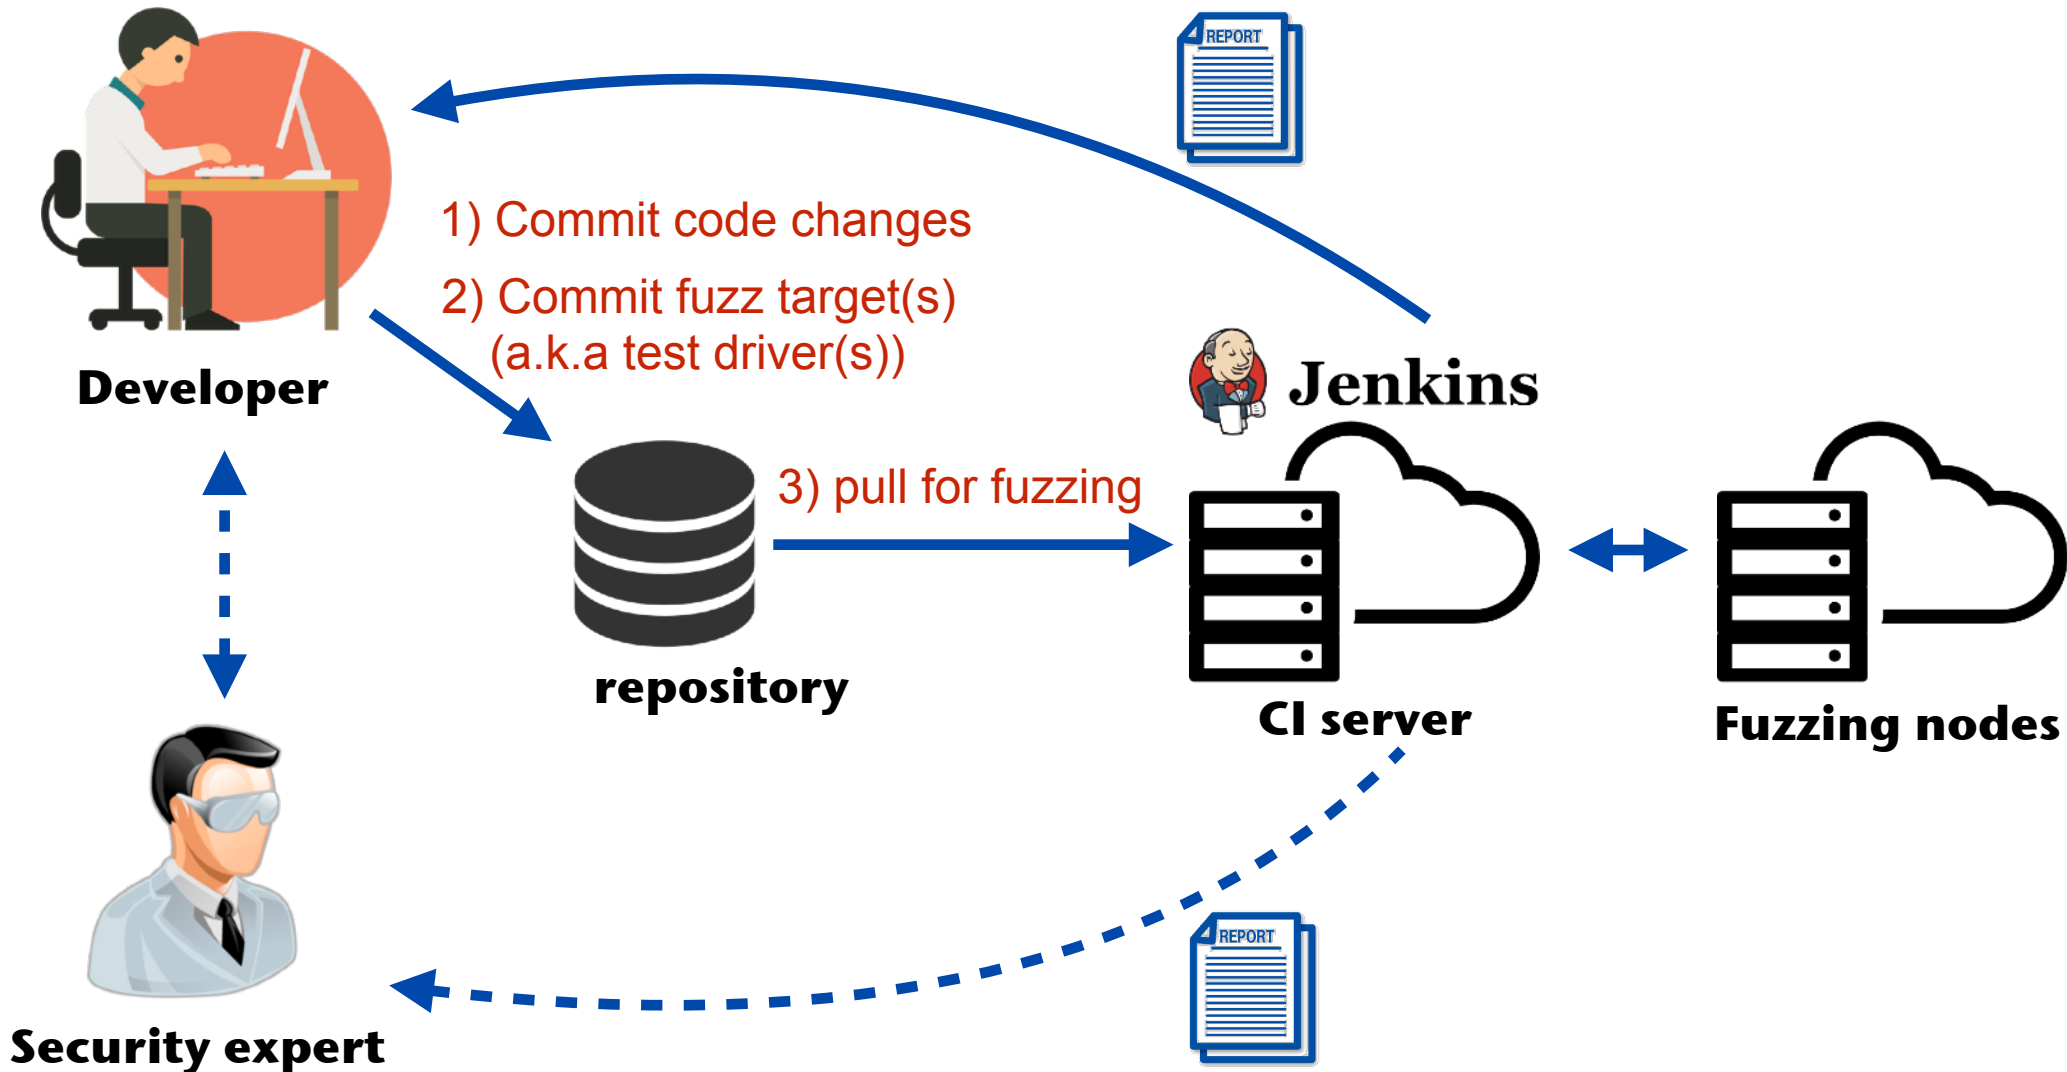 REPORT
1) Commit code changes
2) Commit fuzz target(s)
(a.k.a test driver(s))
Developer
Jenkins
3) pull for fuzzing
repository
CI server
Fuzzing nodes
REPORT
Security expert